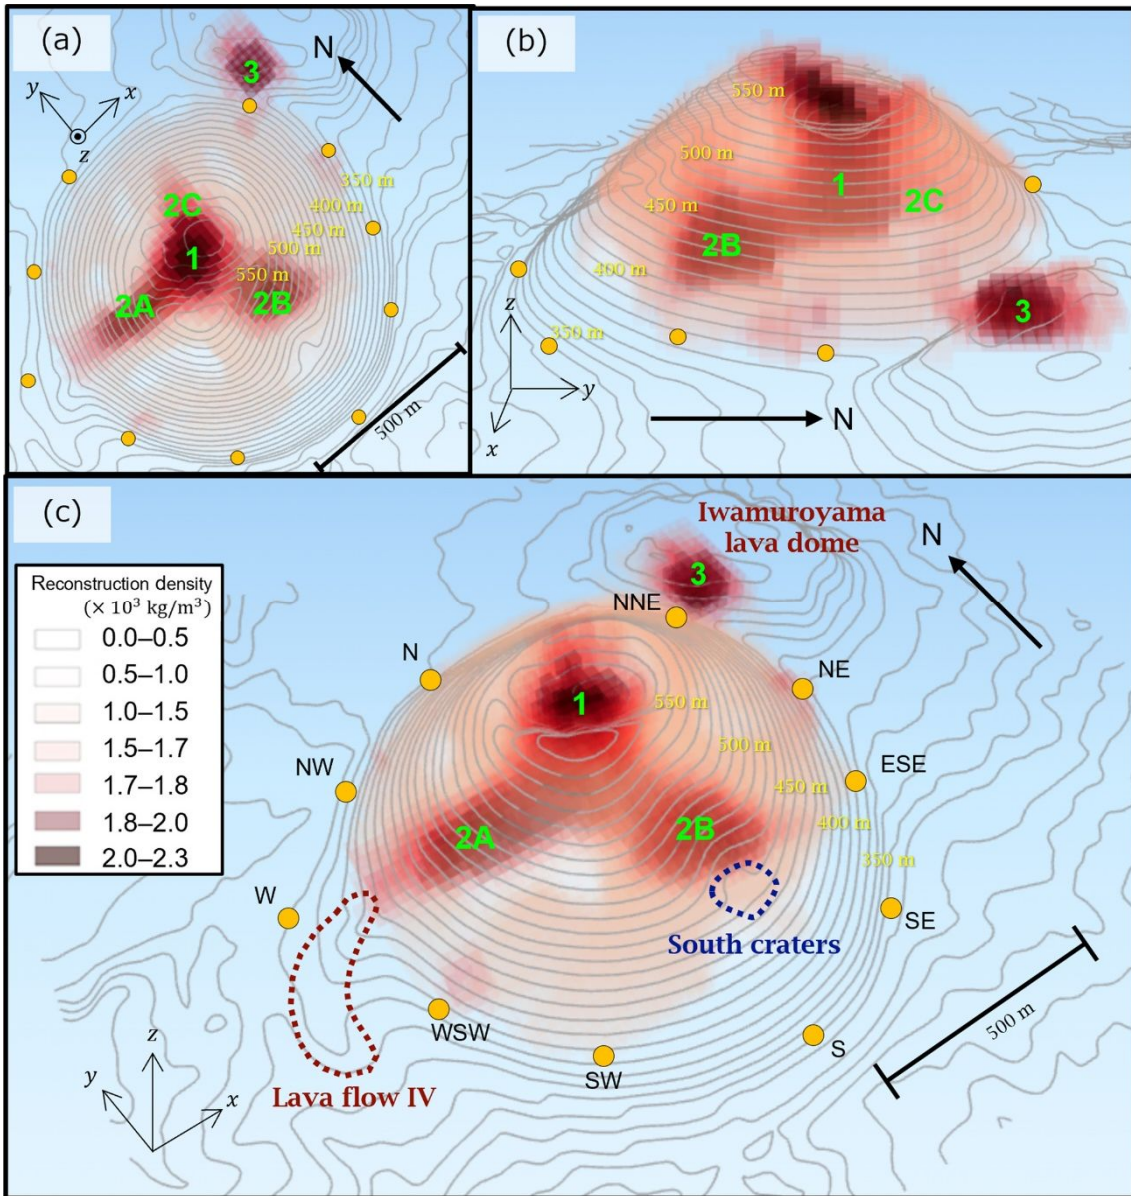 (a)
3
N
y
x
z
350 m
400 m
2C
450 m
1
500 m
550 m
2A
2B
500 m
(b)
550 m
500 m
1
2C
450 m
2B
400 m
3
z
350 m
y
x
N
(c)
Iwamuroyama
lava dome
N
3
Reconstruction density
(× 10³ kg/m³)
0.0–0.5
0.5–1.0
1.0–1.5
1.5–1.7
1.7–1.8
1.8–2.0
2.0–2.3
NNE
N
NE
1
550 m
500 m
NW
ESE
450 m
400 m
2A
2B
350 m
W
SE
South craters
500 m
WSW
S
SW
Lava flow IV
z
y
x